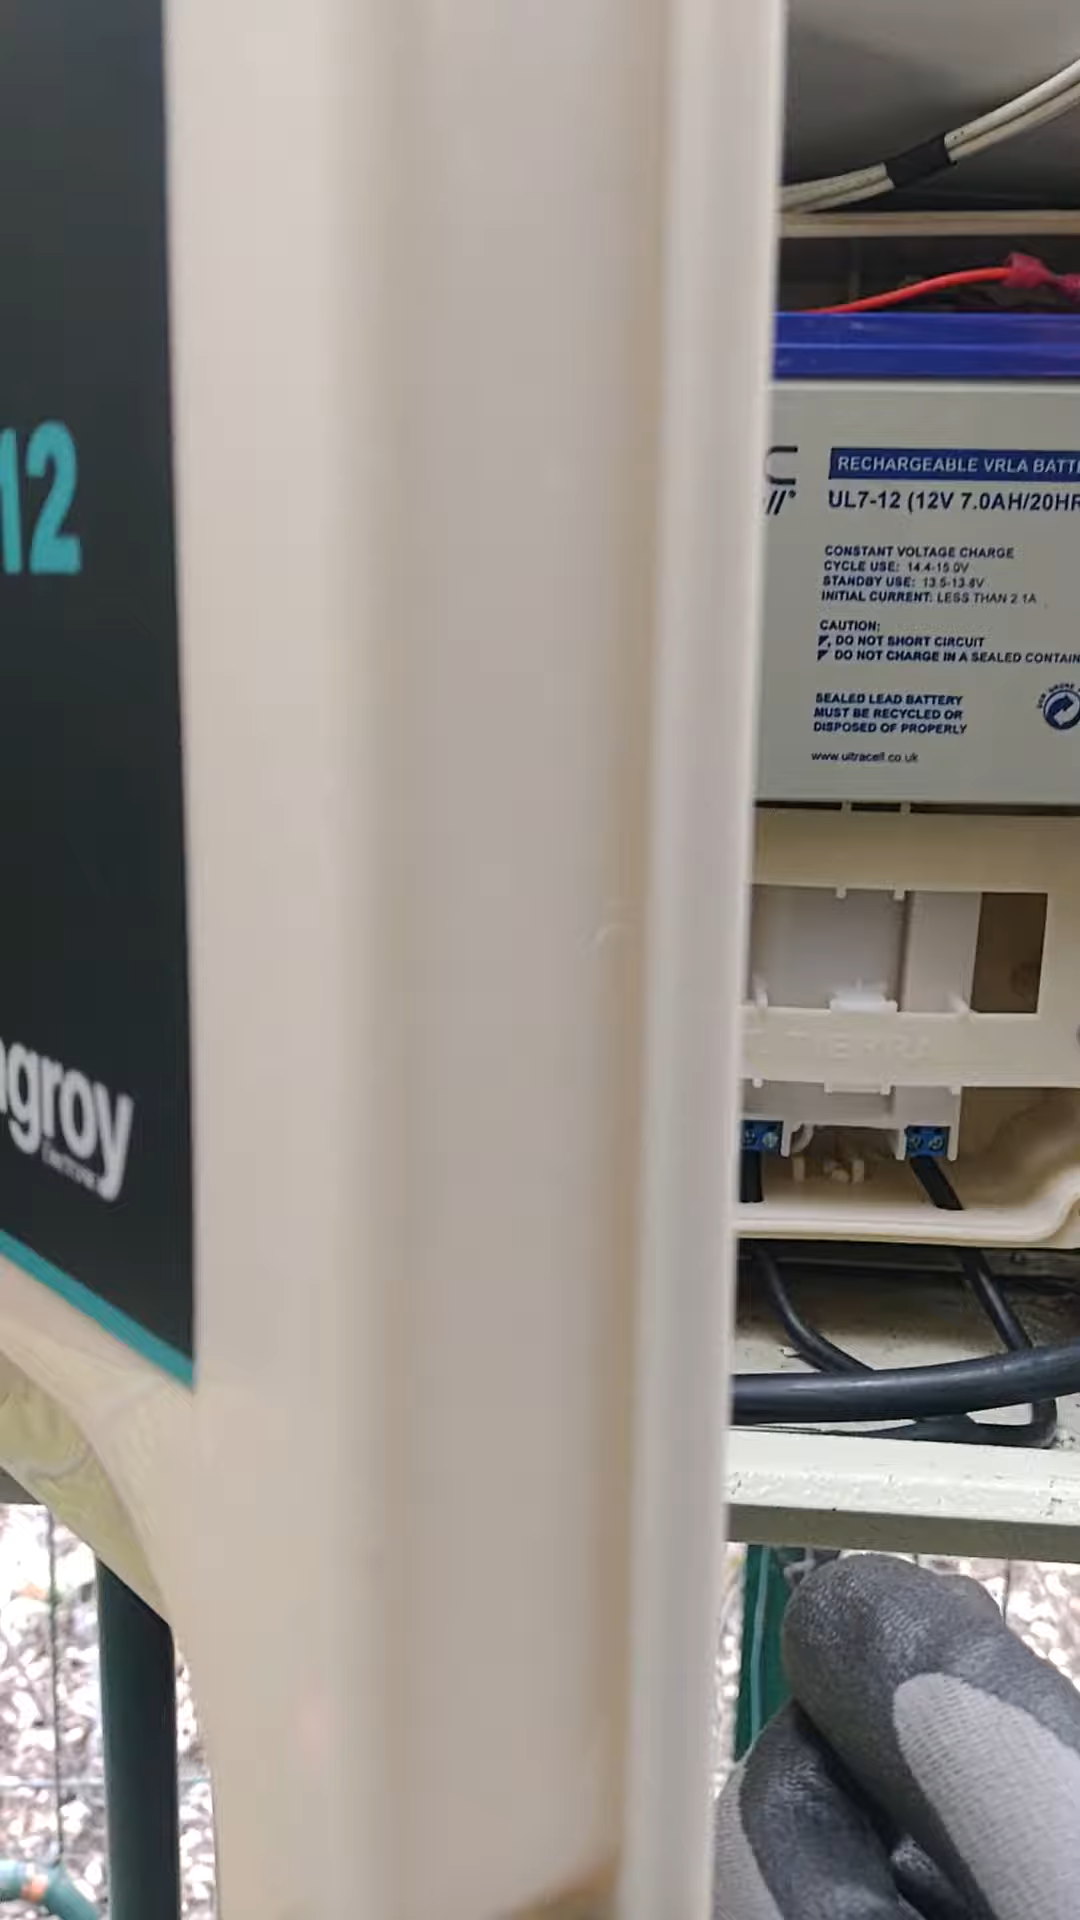 12
groy
RECHARGEABLE VRLA BATT
UL7-12 (12V 7.0AH/20HR
CONSTANT VOLTAGE CHARGE
CYCLE USE: 14.4-15.0V
STANDBY USE: 13.5-13.8V
INITIAL CURRENT: LESS THAN 2.1A
CAUTION:
DO NOT SHORT CIRCUIT
DO NOT CHARGE IN A SEALED CONTAIN
SEALED LEAD BATTERY
MUST BE RECYCLED OR
DISPOSED OF PROPERLY
www.ultracell.co.uk